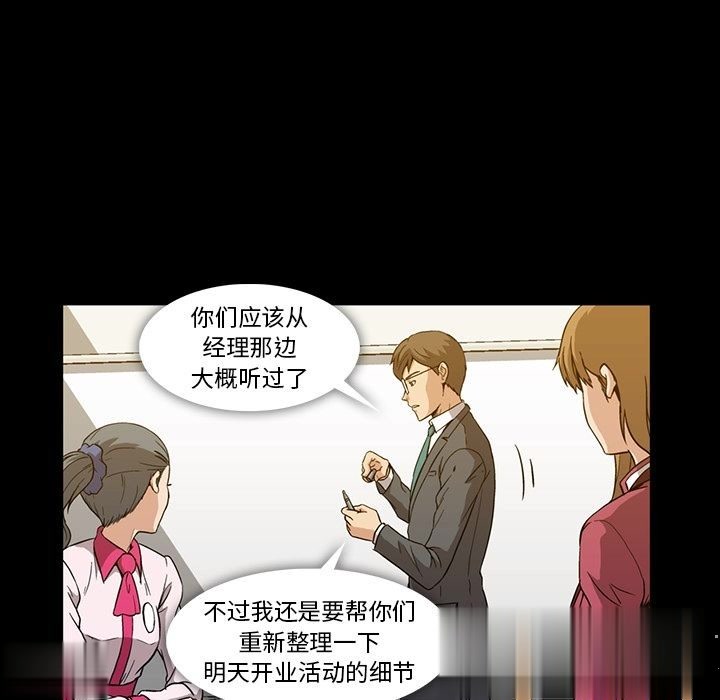 你们应该从
经理那边
大概听过了
不过我还是要帮你们
重新整理一下
明天开业活动的细节